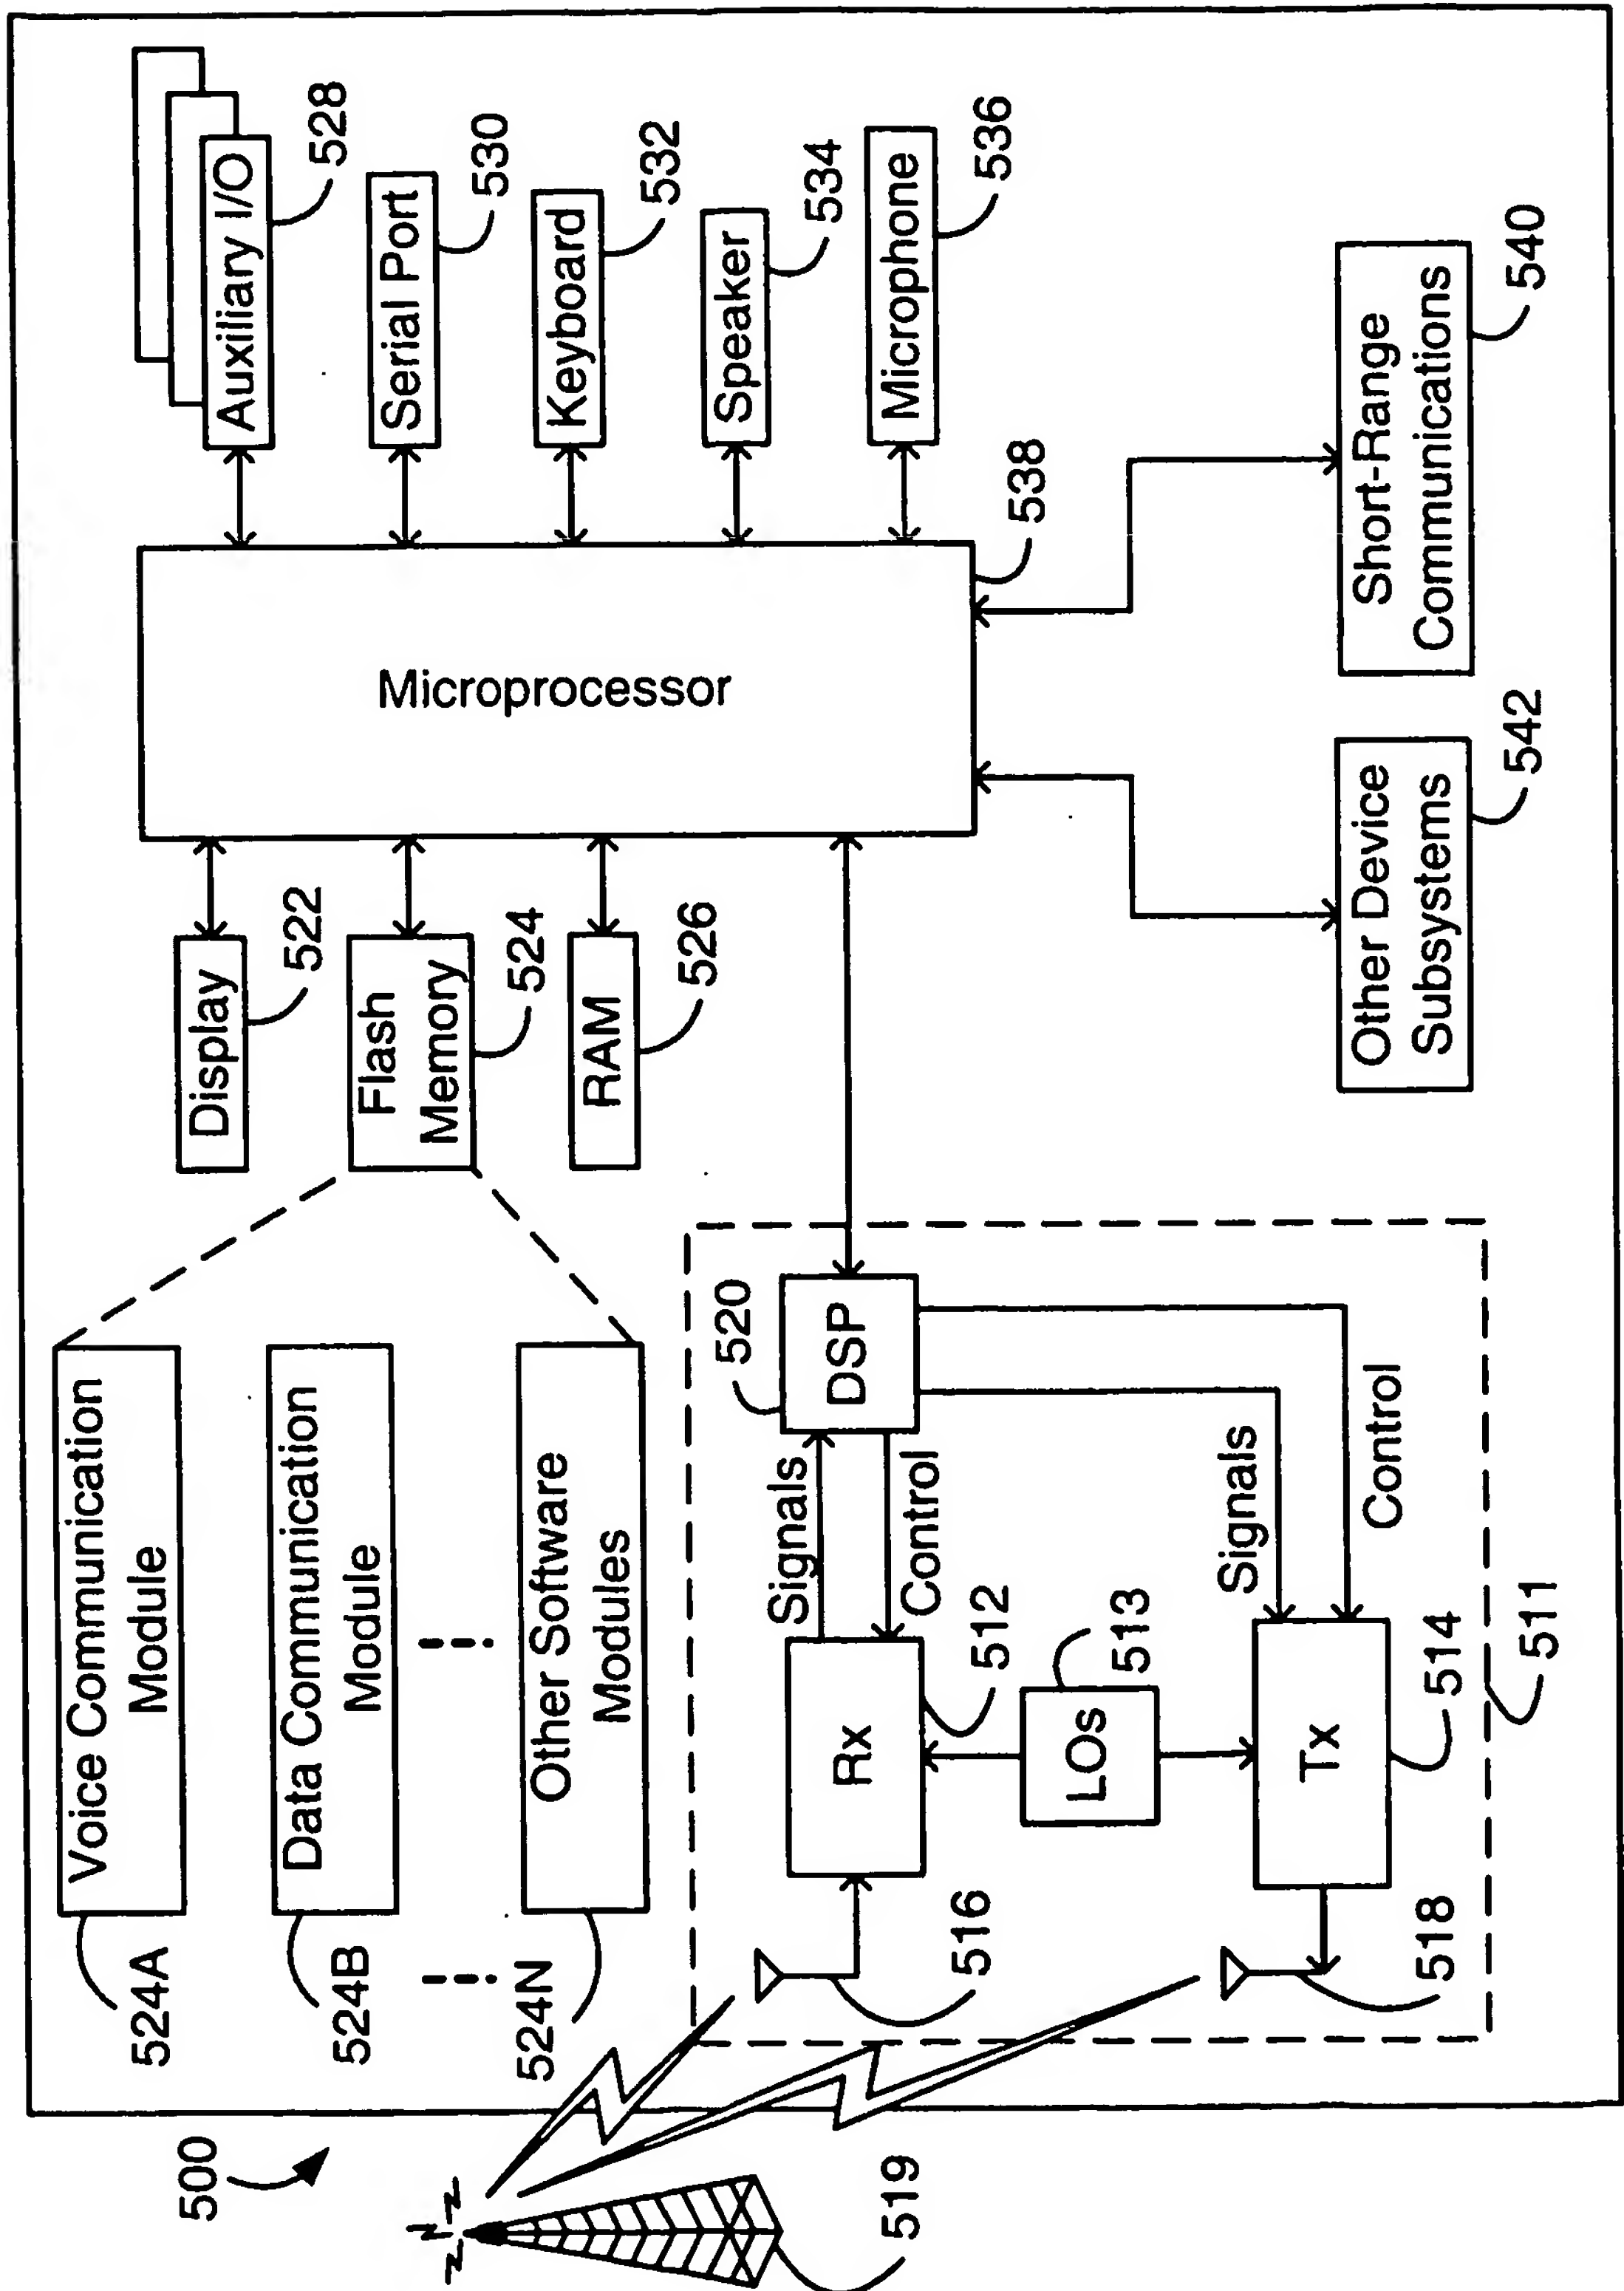 500
519
Voice Communication
Module
524A
Data Communication
Module
524B
Other Software
Modules
524N
Display
522
Flash
Memory
524
RAM
526
Microprocessor
538
Auxiliary I/O
528
Serial Port
530
Keyboard
532
Speaker
534
Microphone
536
Short-Range
Communications
540
Other Device
Subsystems
542
DSP
520
Signals
Control
Rx
512
LOs
513
Signals
Control
Tx
514
511
516
518